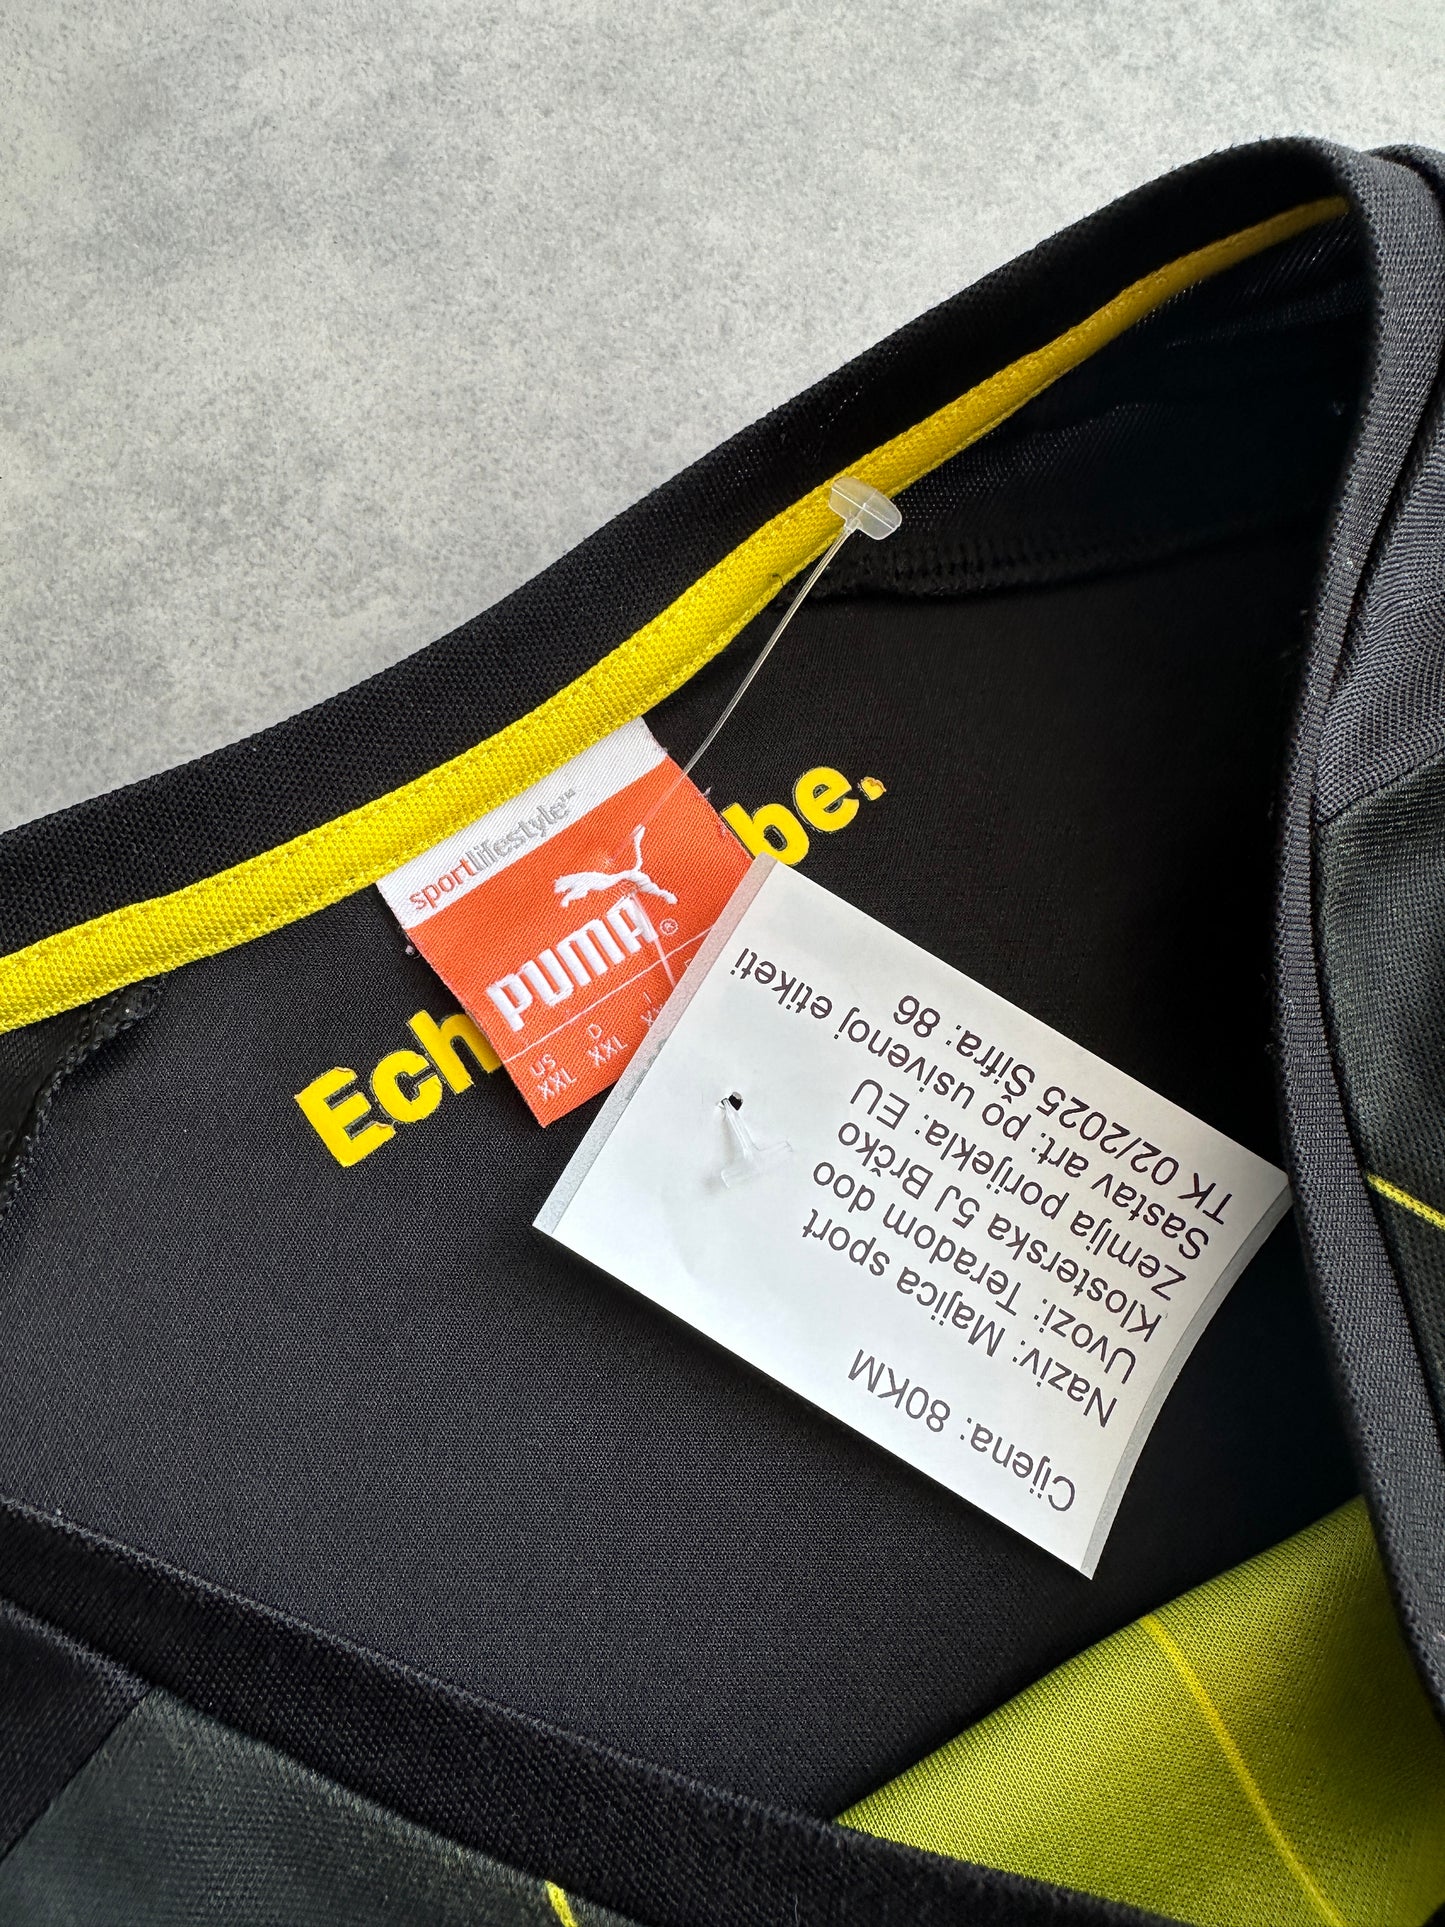 sportlifestyle™
PUMA®
US D I
XXL XXL
Ech be.
Cijena: 80KM
Naziv: Majica sport
Uvozi: Teradom doo
Klosterska 5J Brčko
Zemlja porijekla: EU
Sastav art: po usivenoj etiketi
TK 02/2025 Šifra: 86